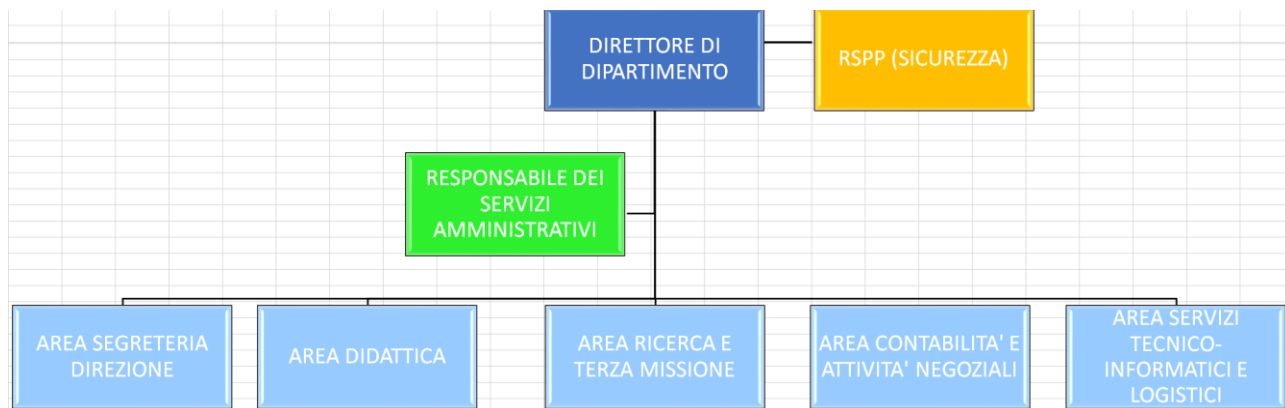 DIRETTORE DI
DIPARTIMENTO
RSPP (SICUREZZA)
RESPONSABILE DEI
SERVIZI
AMMINISTRATIVI
AREA SEGRETERIA
DIREZIONE
AREA DIDATTICA
AREA RICERCA E
TERZA MISSIONE
AREA CONTABILITA' E
ATTIVITA' NEGOZIALI
AREA SERVIZI
TECNICO-
INFORMATICI E
LOGISTICI